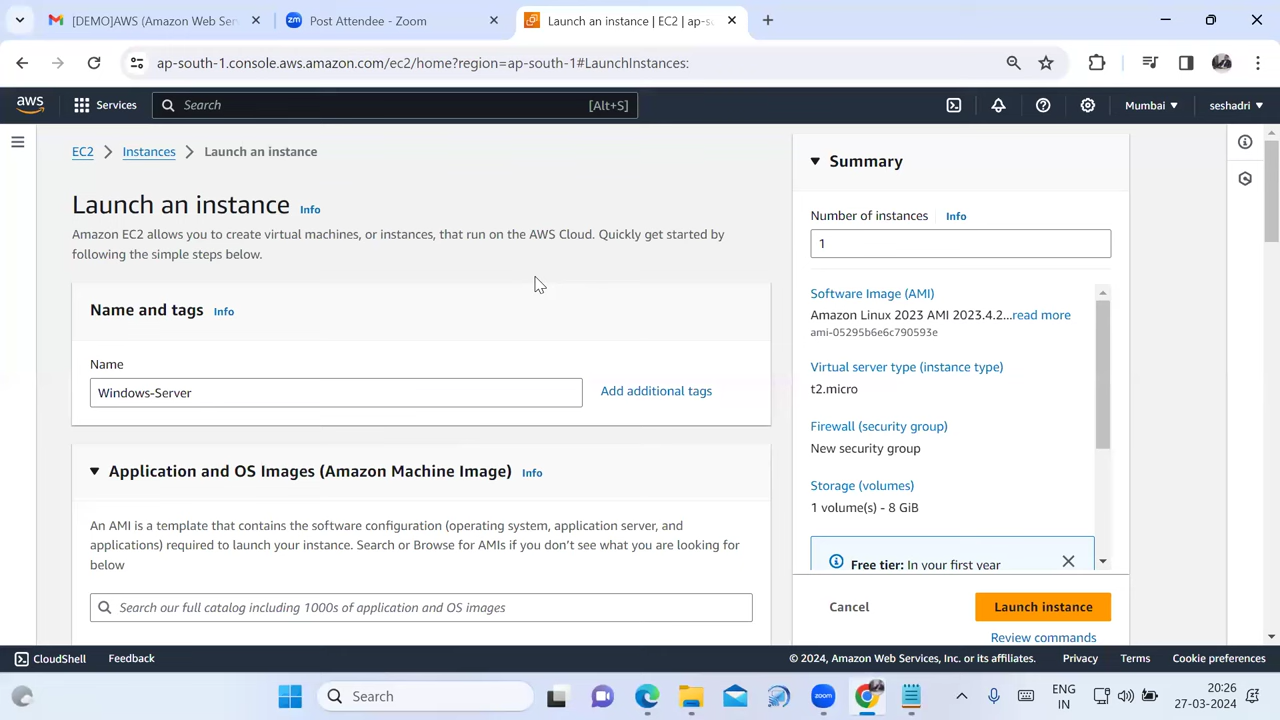 [DEMO]AWS (Amazon Web Ser
Post Attendee - Zoom
Launch an instance | EC2 | ap-s
ap-south-1.console.aws.amazon.com/ec2/home?region=ap-south-1#LaunchInstances:
aws
Services
Search
[Alt+S]
Mumbai
seshadri
EC2 > Instances > Launch an instance
Launch an instance Info
Amazon EC2 allows you to create virtual machines, or instances, that run on the AWS Cloud. Quickly get started by
following the simple steps below.
Name and tags Info
Name
Windows-Server
Add additional tags
Application and OS Images (Amazon Machine Image) Info
An AMI is a template that contains the software configuration (operating system, application server, and
applications) required to launch your instance. Search or Browse for AMIs if you don't see what you are looking for
below
Search our full catalog including 1000s of application and OS images
Summary
Number of instances Info
1
Software Image (AMI)
Amazon Linux 2023 AMI 2023.4.2...read more
ami-05295b6e6c790593e
Virtual server type (instance type)
t2.micro
Firewall (security group)
New security group
Storage (volumes)
1 volume(s) - 8 GiB
Free tier: In your first year
Cancel
Launch instance
Review commands
CloudShell
Feedback
© 2024, Amazon Web Services, Inc. or its affiliates.
Privacy
Terms
Cookie preferences
Search
zoom
ENG
IN
20:26
27-03-2024